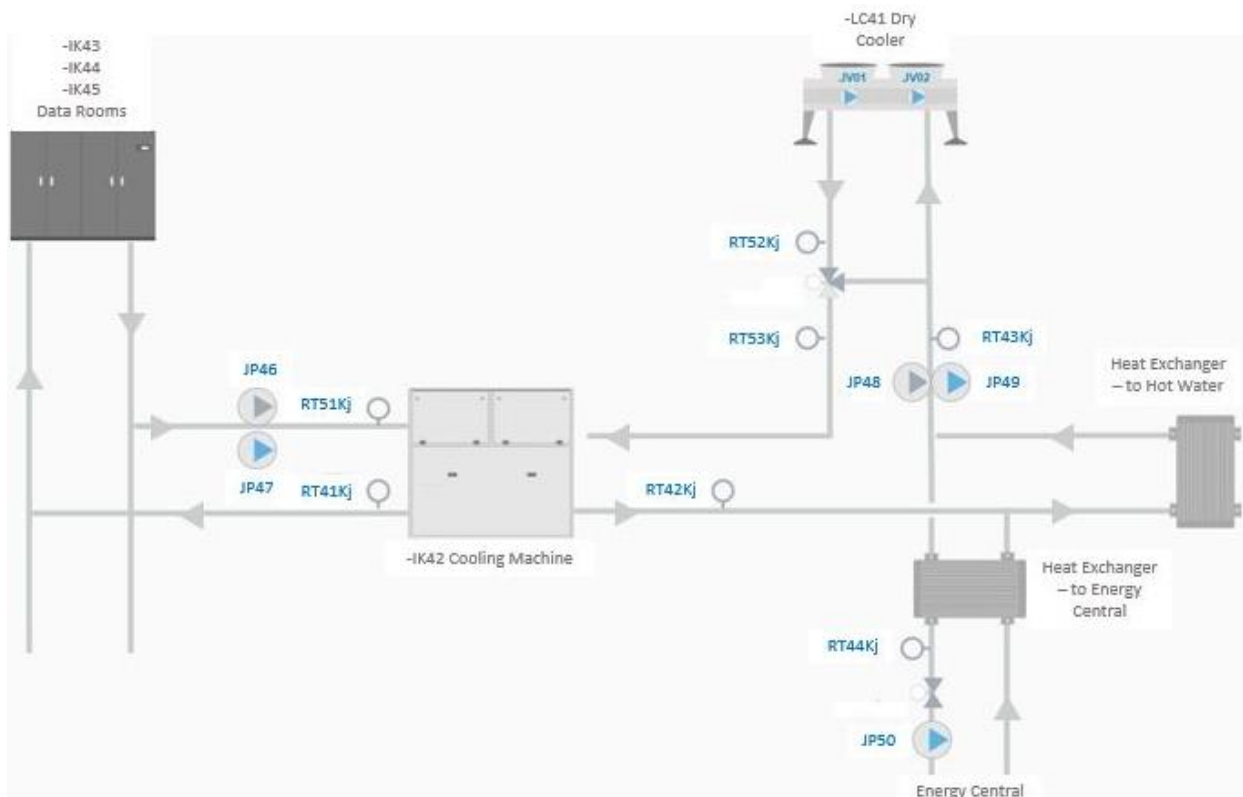 -IK43
-IK44
-IK45
Data Rooms
-LC41 Dry
Cooler
JV01
JV02
RT52Kj
RT53Kj
RT43Kj
JP48
JP49
Heat Exchanger
– to Hot Water
JP46
RT51Kj
JP47
RT41Kj
RT42Kj
-IK42 Cooling Machine
Heat Exchanger
– to Energy
Central
RT44Kj
JP50
Energy Central